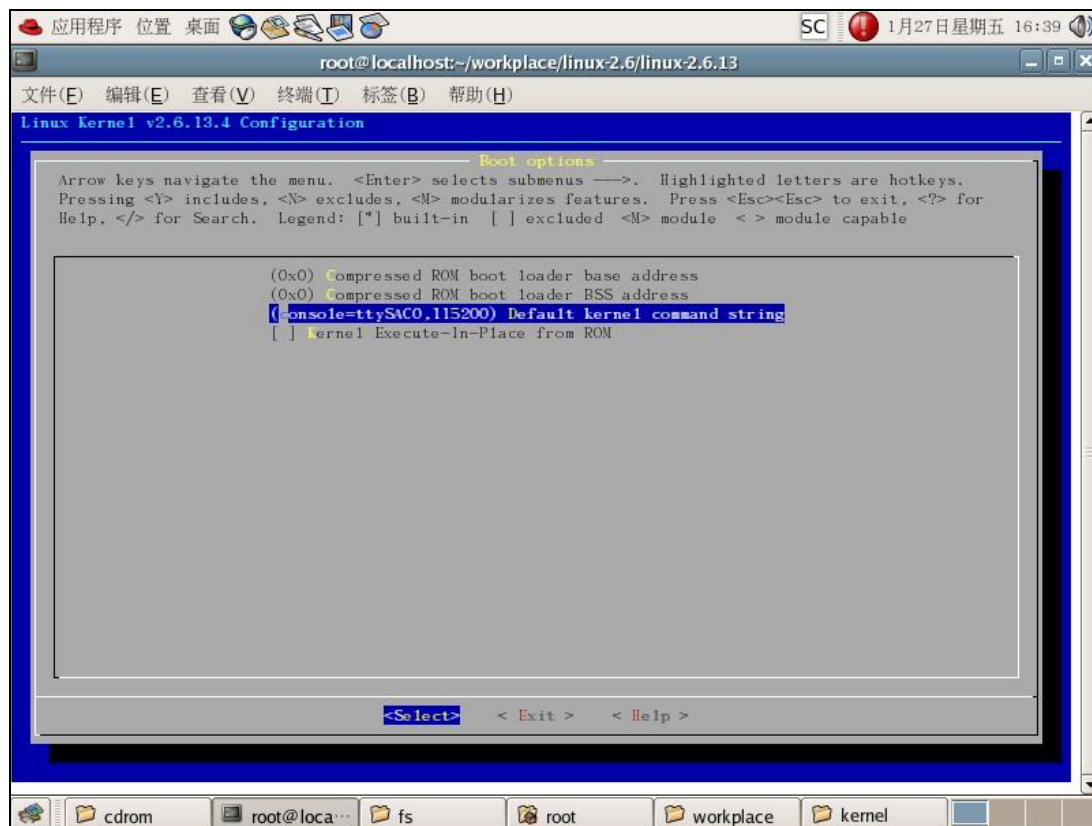 应用程序 位置 桌面 SC 1月27日星期五 16:39
root@localhost:~/workplace/linux-2.6/linux-2.6.13
文件(F) 编辑(E) 查看(V) 终端(T) 标签(B) 帮助(H)
Linux Kernel v2.6.13.4 Configuration
Boot options
Arrow keys navigate the menu. <Enter> selects submenus --->. Highlighted letters are hotkeys.
Pressing <Y> includes, <N> excludes, <M> modularizes features. Press <Esc><Esc> to exit, <?> for
Help, </> for Search. Legend: [*] built-in [ ] excluded <M> module < > module capable
(0x0) Compressed ROM boot loader base address
(0x0) Compressed ROM boot loader BSS address
(console=ttySAC0,115200) Default kernel command string
[ ] Kernel Execute-In-Place from ROM
<Select> < Exit > < Help >
cdrom root@loca… fs root workplace kernel